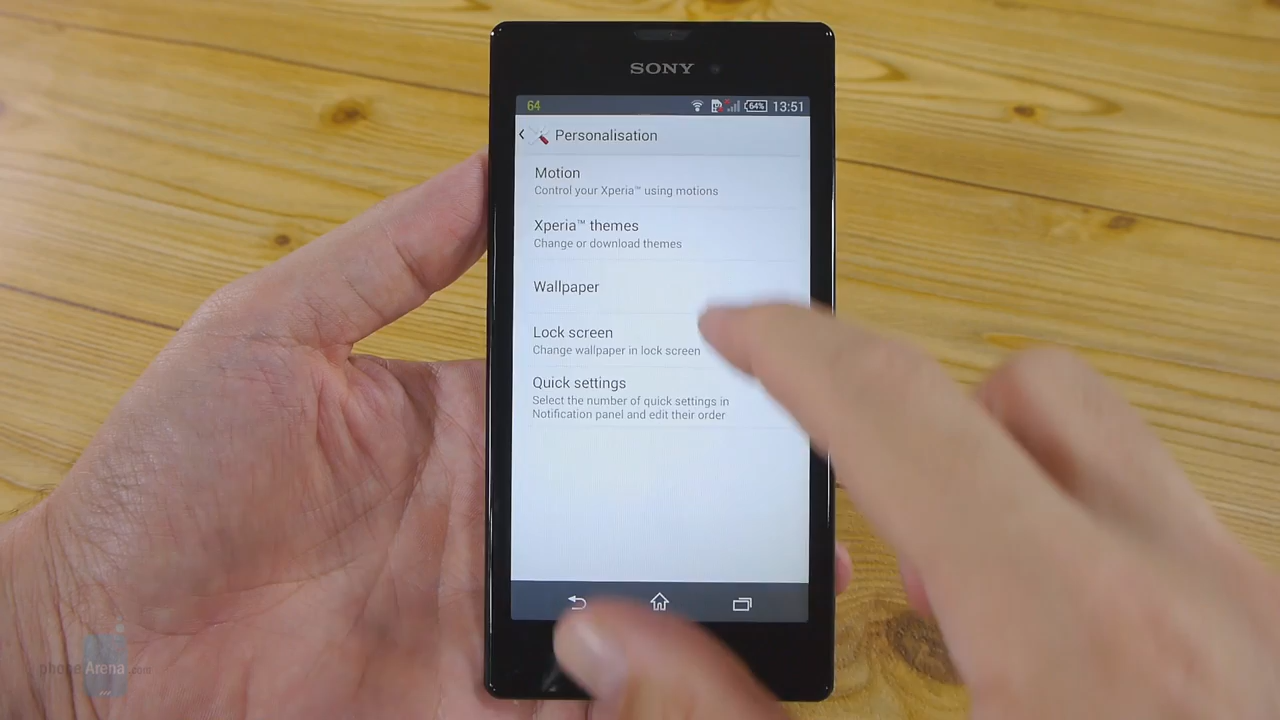 SONY
64
64%
13:51
Personalisation
Motion
Control your Xperia™ using motions
Xperia™ themes
Change or download themes
Wallpaper
Lock screen
Change wallpaper in lock screen
Quick settings
Select the number of quick settings in
Notification panel and edit their order
phoneArena.com